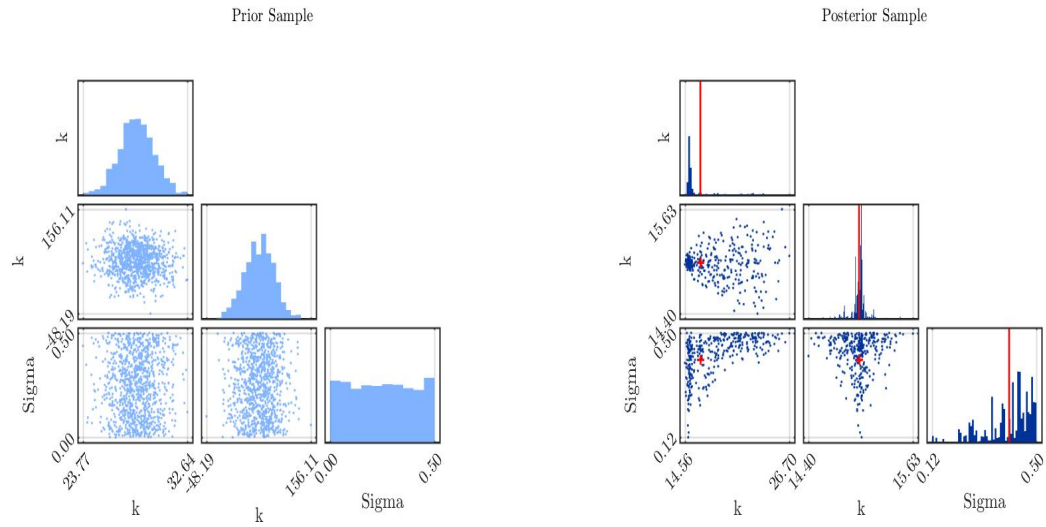 Prior Sample
k
156.11
k
-48.19
0.50
Sigma
0.00
23.77
32.64
-48.19
156.11
0.00
0.50
k
k
Sigma
Posterior Sample
k
15.63
k
14.40
0.50
Sigma
0.12
14.56
26.70
14.40
15.63
0.12
0.50
k
k
Sigma